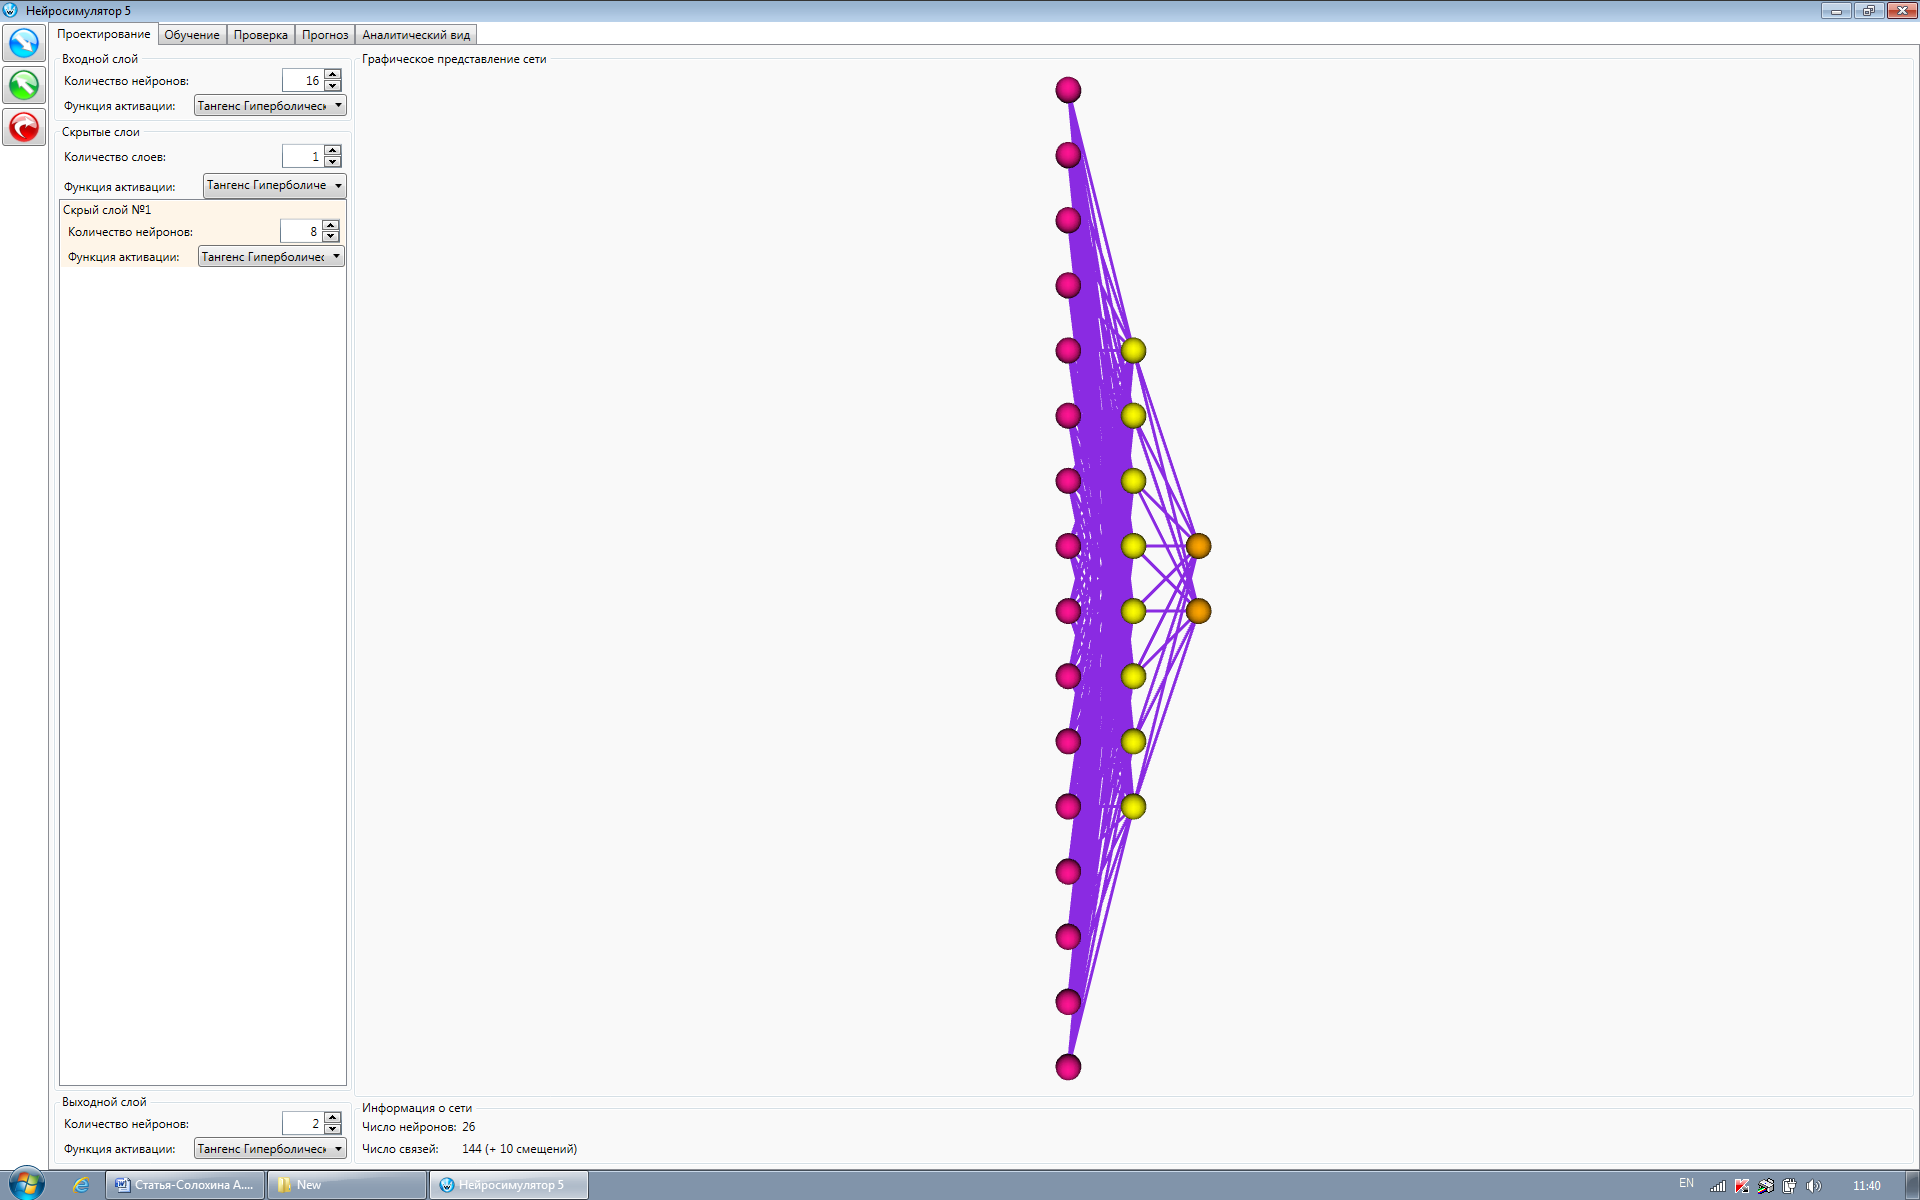 Нейросимулятор 5
Проектирование
Обучение
Проверка
Прогноз
Аналитический вид
Входной слой
Количество нейронов: 16
Функция активации: Тангенс Гиперболическ
Скрытые слои
Количество слоев: 1
Функция активации: Тангенс Гиперболиче
Скрый слой №1
Количество нейронов: 8
Функция активации: Тангенс Гиперболичес
Выходной слой
Количество нейронов: 2
Функция активации: Тангенс Гиперболическ
Графическое представление сети
Информация о сети
Число нейронов: 26
Число связей: 144 (+ 10 смещений)
Статья-Солохина А....
New
Нейросимулятор 5
EN
11:40